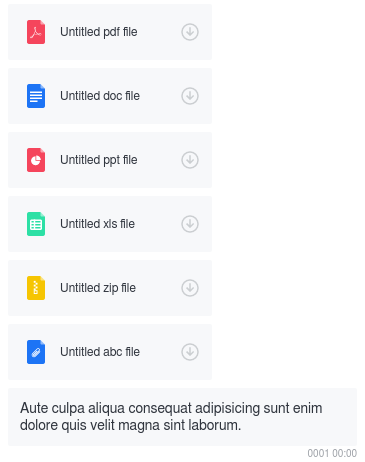 Untitled pdf file
Untitled doc file
Untitled ppt file
Untitled xls file
Untitled zip file
Untitled abc file
Aute culpa aliqua consequat adipisicing sunt enim
dolore quis velit magna sint laborum.
0001 00:00